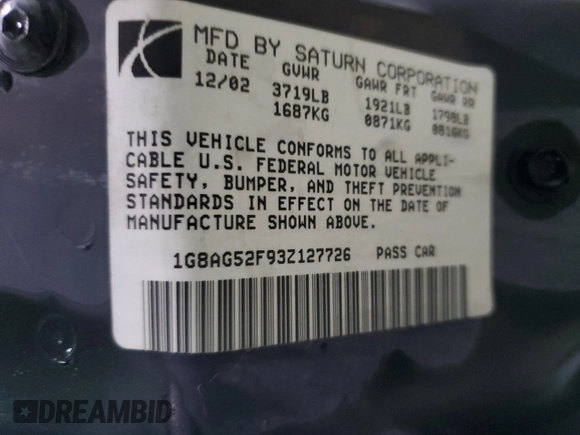 MFD BY SATURN CORPORATION
DATE GVWR GAWR FRT GAWR RR
12/02 3719LB 1921LB 1798LB
1687KG 0871KG 0816KG
THIS VEHICLE CONFORMS TO ALL APPLI-
CABLE U.S. FEDERAL MOTOR VEHICLE
SAFETY, BUMPER, AND THEFT PREVENTION
STANDARDS IN EFFECT ON THE DATE OF
MANUFACTURE SHOWN ABOVE.
1G8AG52F93Z127726 PASS CAR
DREAMBID